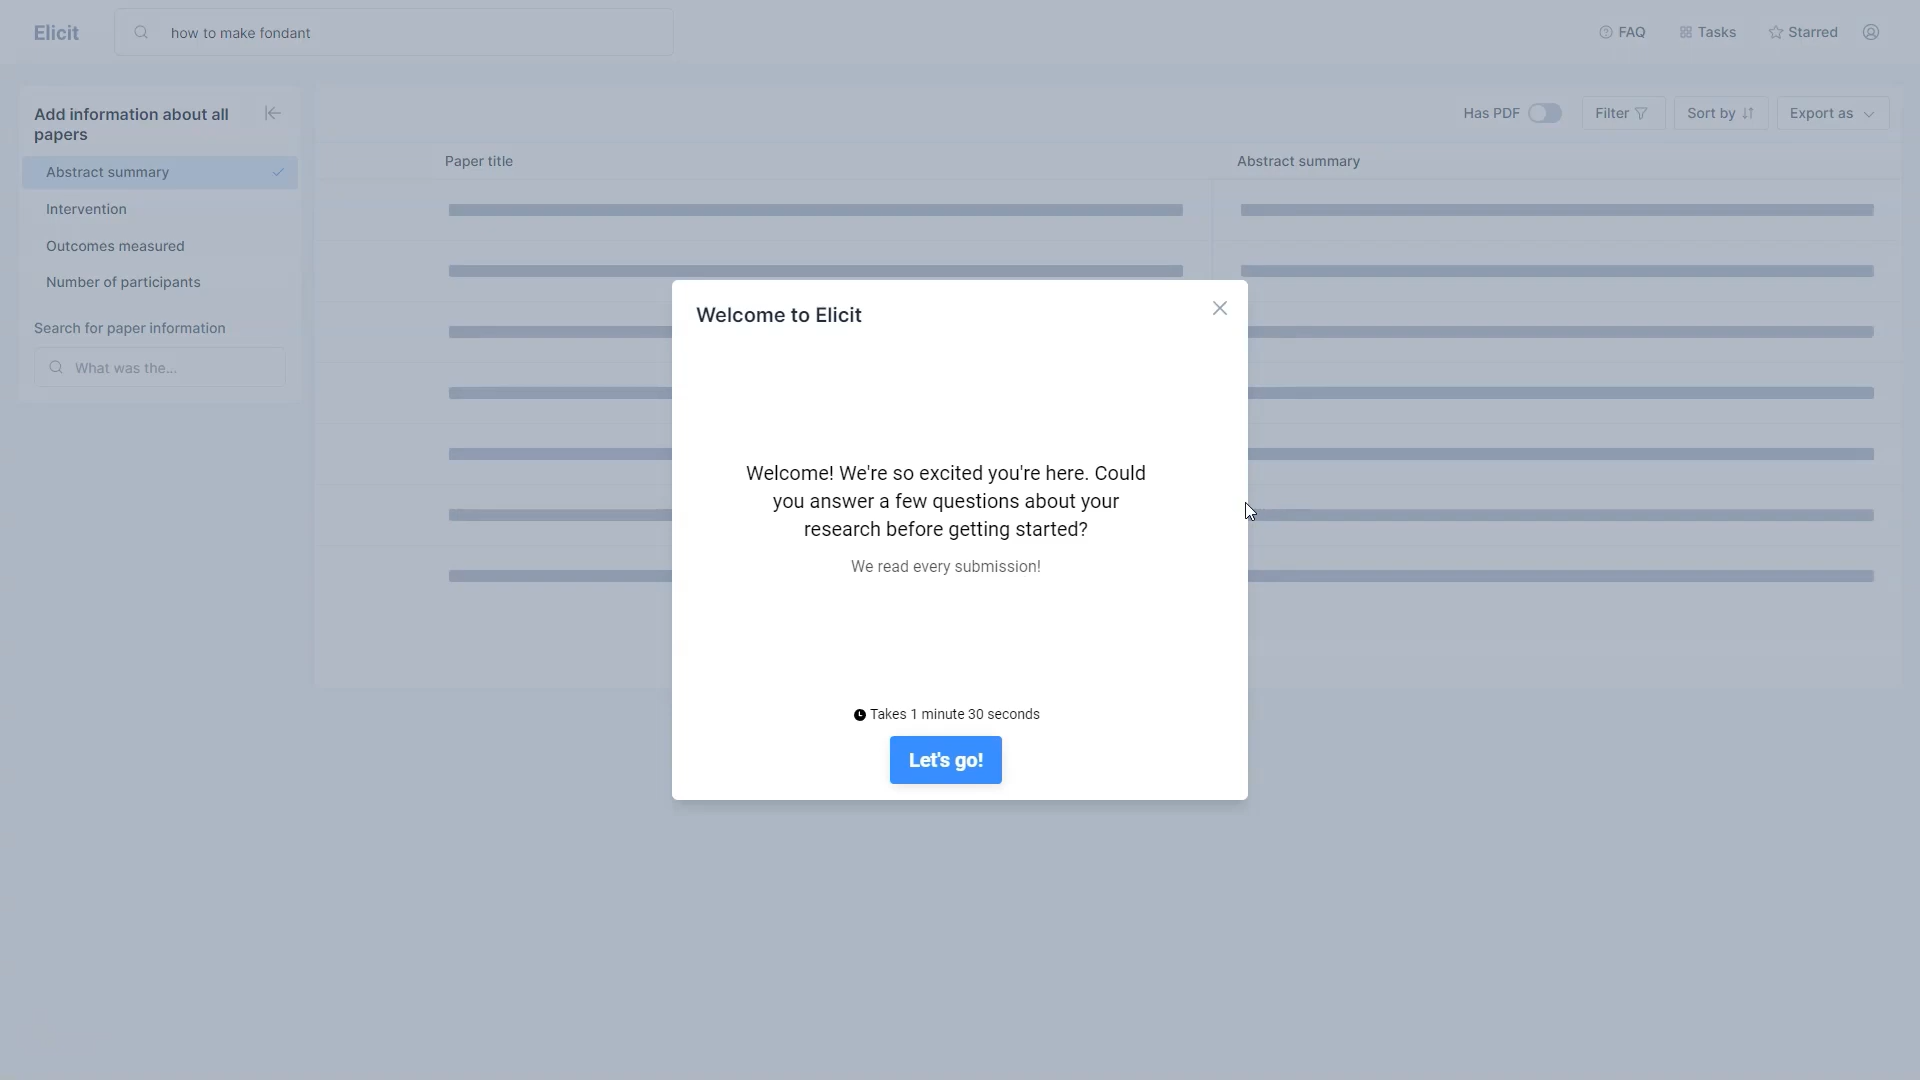 Elicit
how to make fondant
FAQ
Tasks
Starred
Add information about all
papers
Abstract summary
Intervention
Outcomes measured
Number of participants
Search for paper information
What was the...
Has PDF
Filter
Sort by
Export as
Paper title
Abstract summary
Welcome to Elicit
Welcome! We're so excited you're here. Could
you answer a few questions about your
research before getting started?
We read every submission!
Takes 1 minute 30 seconds
Let's go!